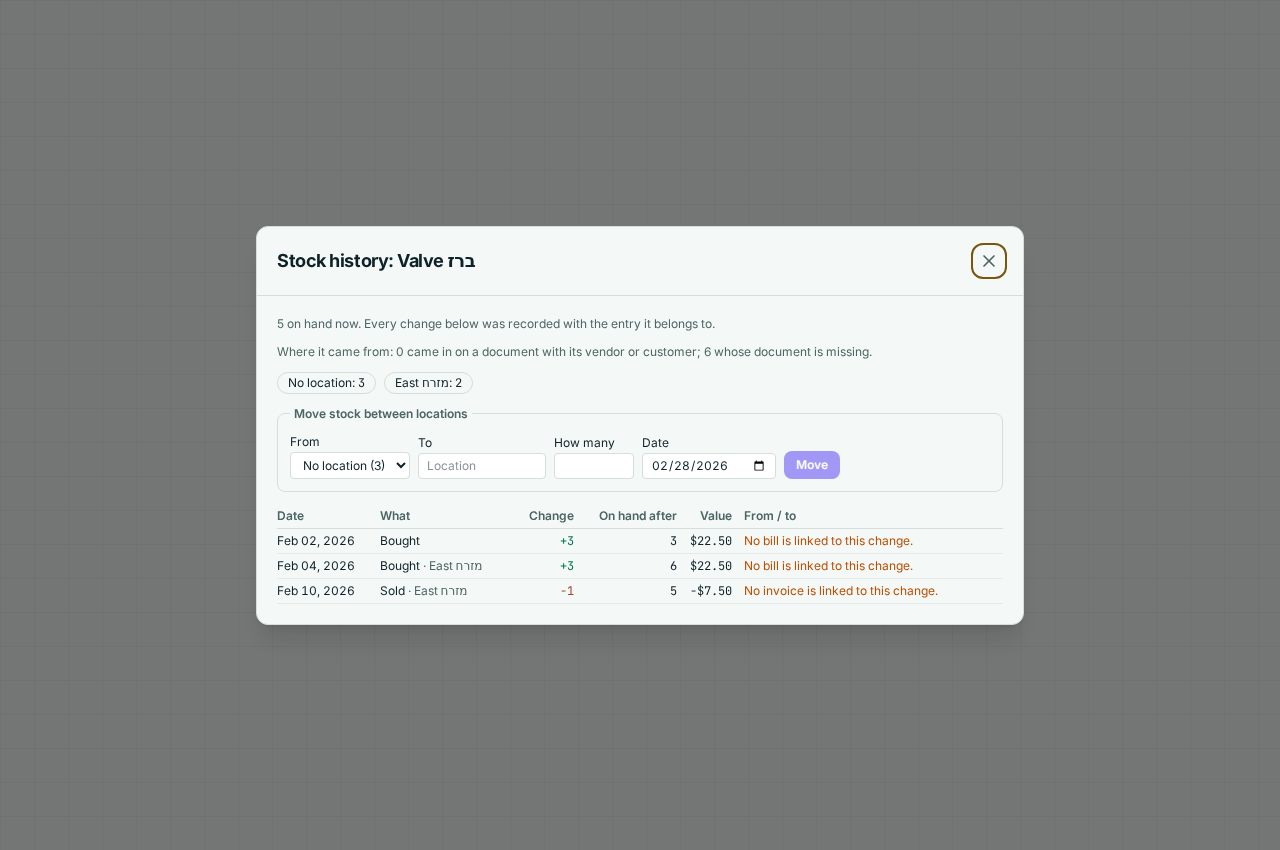 Stock history: Valve ברז
5 on hand now. Every change below was recorded with the entry it belongs to.
Where it came from: 0 came in on a document with its vendor or customer; 6 whose document is missing.
No location: 3 East מזרח: 2
Move stock between locations
From To How many Date
No location (3) Location 02/28/2026 Move
Date What Change On hand after Value From / to
Feb 02, 2026 Bought +3 3 $22.50 No bill is linked to this change.
Feb 04, 2026 Bought · East מזרח +3 6 $22.50 No bill is linked to this change.
Feb 10, 2026 Sold · East מזרח -1 5 -$7.50 No invoice is linked to this change.